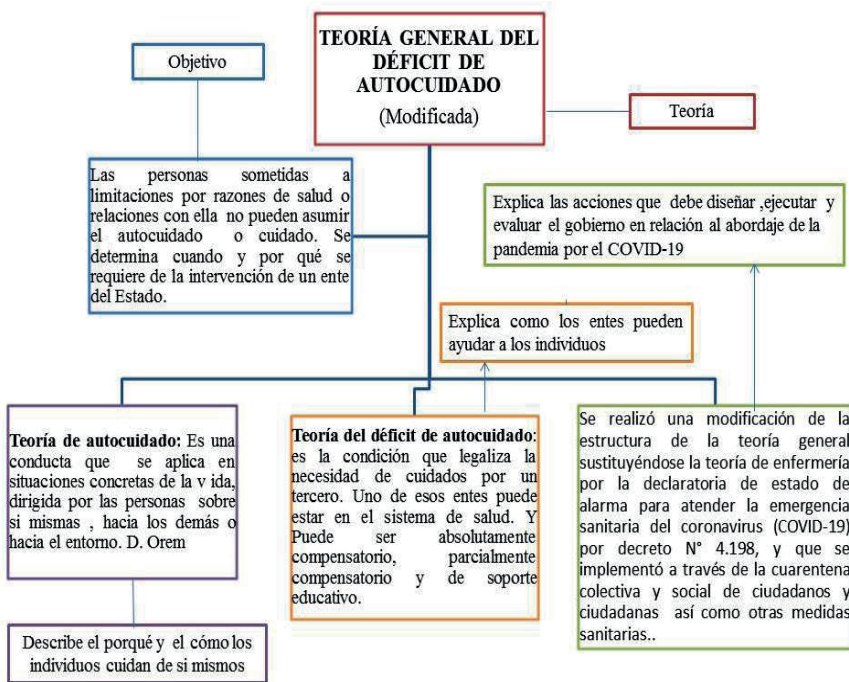 TEORÍA GENERAL DEL
DÉFICIT DE
AUTOCUIDADO
(Modificada)
Objetivo
Teoría
Las personas sometidas a
limitaciones por razones de salud o
relaciones con ella no pueden asumir
el autocuidado o cuidado. Se
determina cuando y por qué se
requiere de la intervención de un ente
del Estado.
Explica las acciones que debe diseñar ,ejecutar y
evaluar el gobierno en relación al abordaje de la
pandemia por el COVID-19
Explica como los entes pueden
ayudar a los individuos
Teoría de autocuidado: Es una
conducta que se aplica en
situaciones concretas de la v ida,
dirigida por las personas sobre
si mismas , hacia los demás o
hacia el entorno. D. Orem
Teoría del déficit de autocuidado:
es la condición que legaliza la
necesidad de cuidados por un
tercero. Uno de esos entes puede
estar en el sistema de salud. Y
Puede ser absolutamente
compensatorio, parcialmente
compensatorio y de soporte
educativo.
Se realizó una modificación de la
estructura de la teoría general
sustituyéndose la teoría de enfermería
por la declaratoria de estado de
alarma para atender la emergencia
sanitaria del coronavirus (COVID-19)
por decreto N° 4.198, y que se
implementó a través de la cuarentena
colectiva y social de ciudadanos y
ciudadanas así como otras medidas
sanitarias..
Describe el porqué y el cómo los
individuos cuidan de si mismos